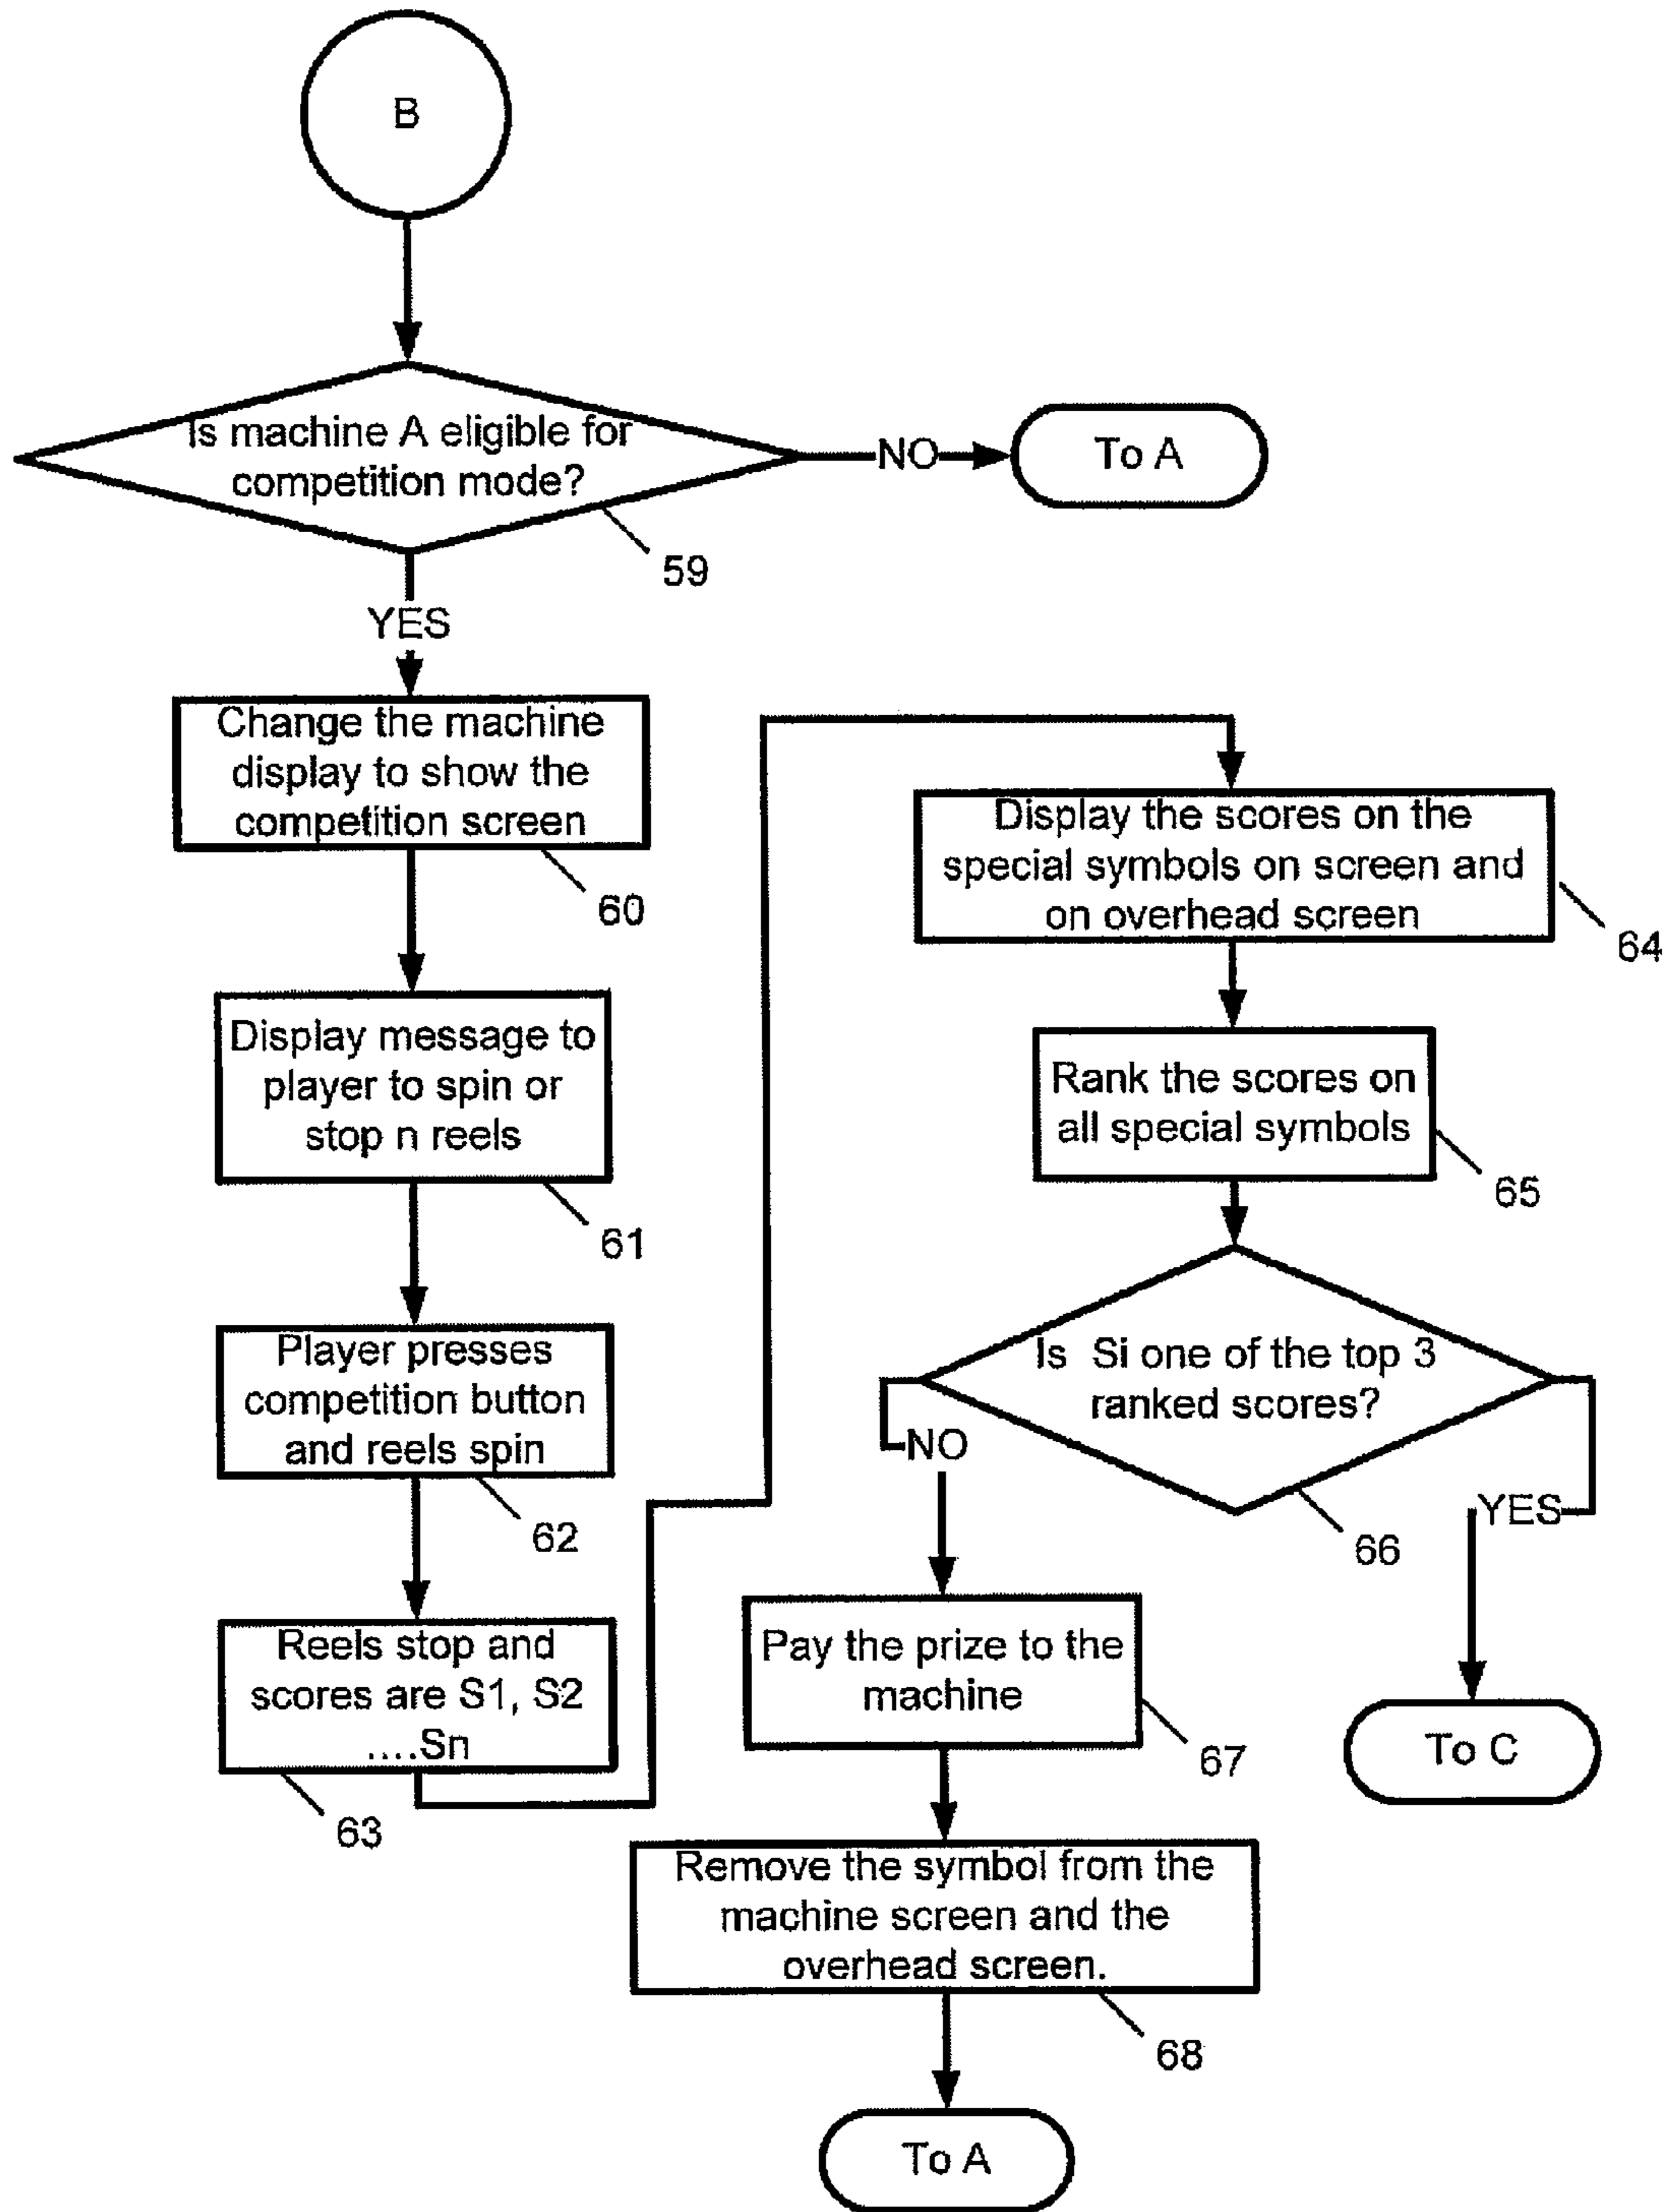 B
Is machine A eligible for
competition mode?
NO
To A
59
YES
Change the machine
display to show the
competition screen
60
Display message to
player to spin or
stop n reels
61
Player presses
competition button
and reels spin
62
Reels stop and
scores are S1, S2
....Sn
63
Display the scores on the
special symbols on screen and
on overhead screen
64
Rank the scores on
all special symbols
65
Is Si one of the top 3
ranked scores?
66
NO
YES
Pay the prize to the
machine
67
To C
Remove the symbol from the
machine screen and the
overhead screen.
68
To A